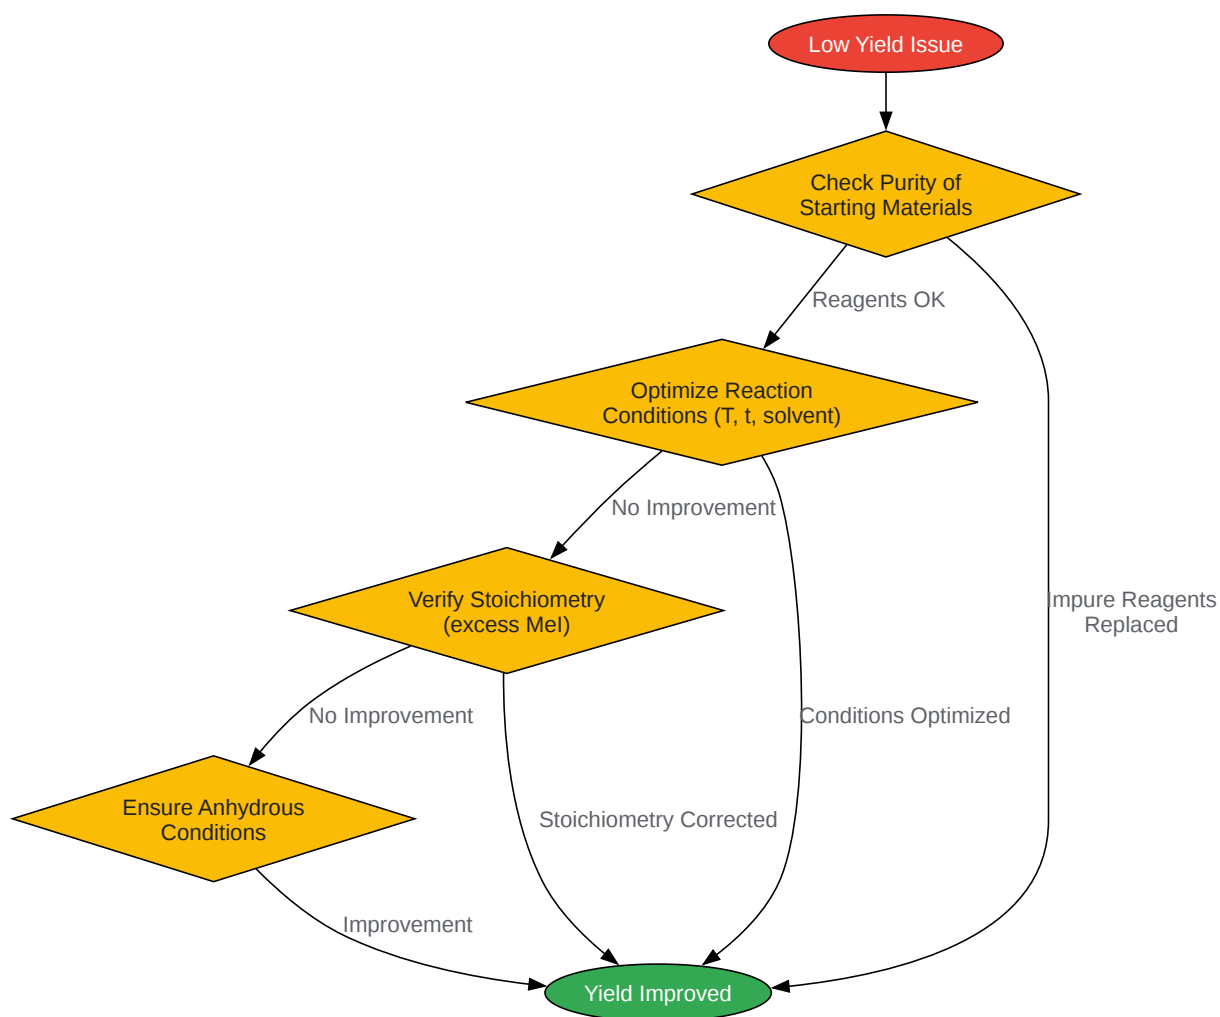 Low Yield Issue
Check Purity of
Starting Materials
Reagents OK
Optimize Reaction
Conditions (T, t, solvent)
No Improvement
Verify Stoichiometry
(excess MeI)
Impure Reagents
Replaced
No Improvement
Conditions Optimized
Ensure Anhydrous
Conditions
Stoichiometry Corrected
Improvement
Yield Improved